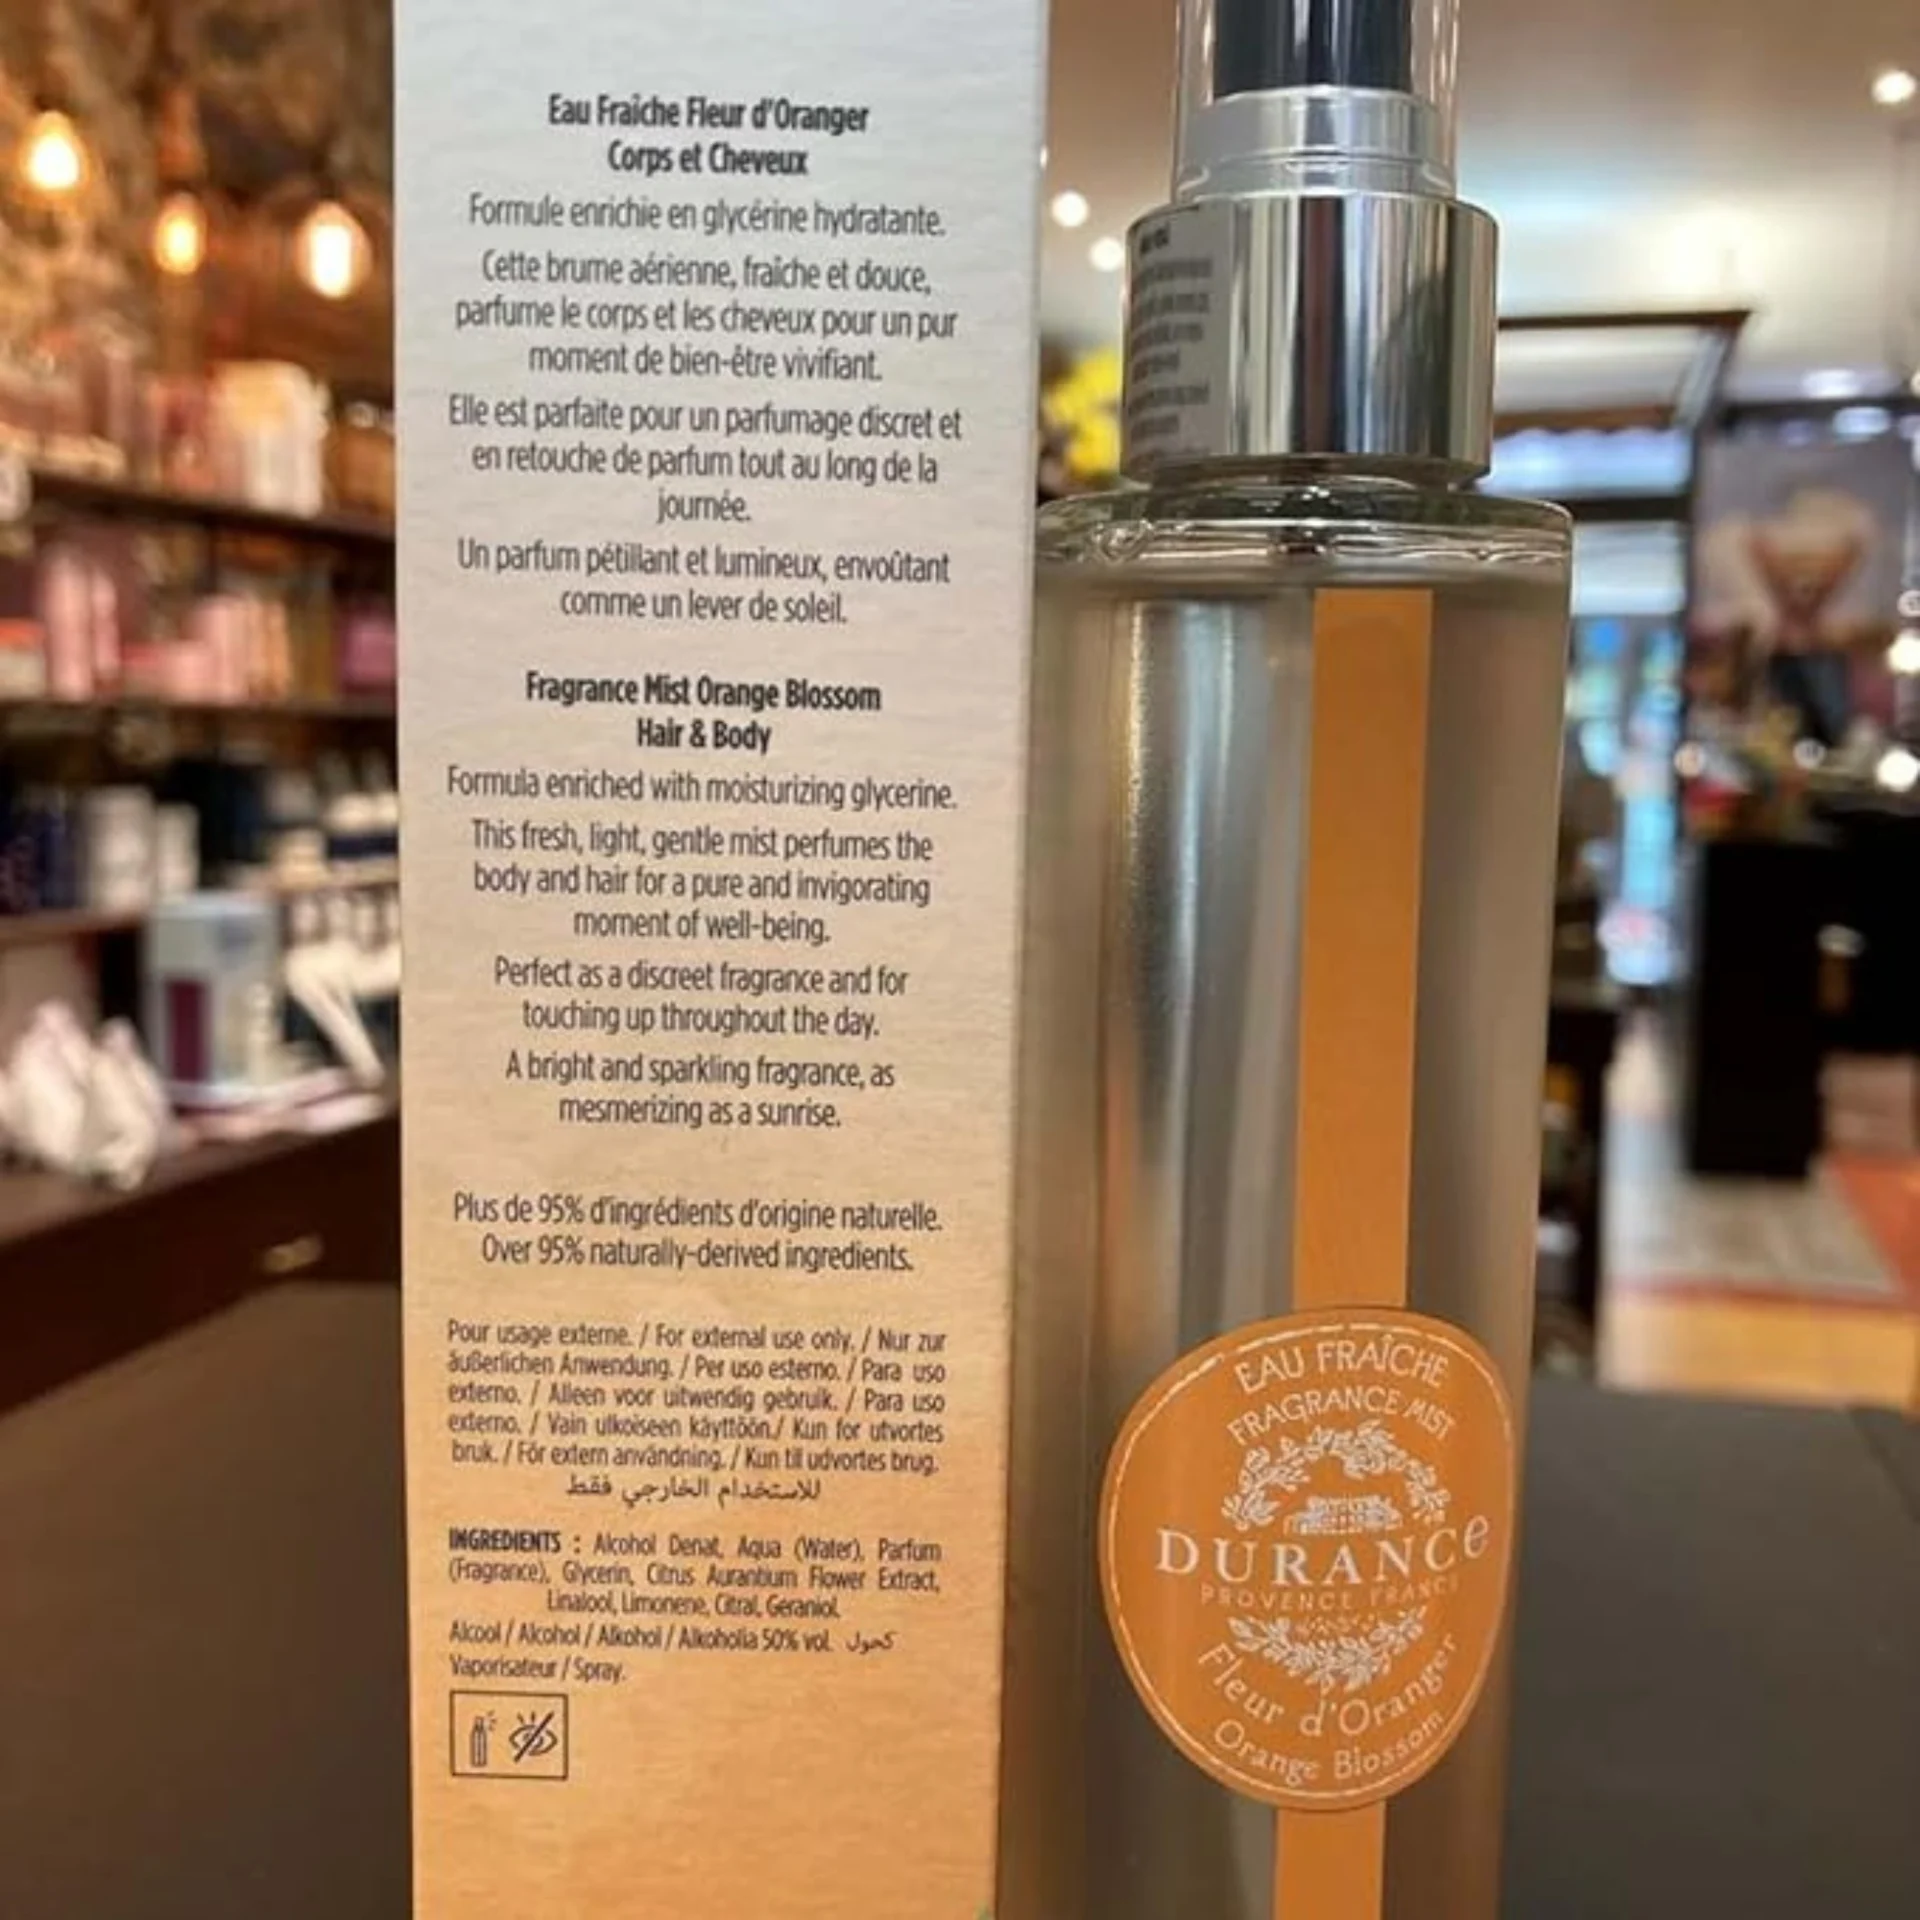 Eau Fraîche Fleur d'Oranger
Corps et Cheveux
Formule enrichie en glycérine hydratante.
Cette brume aérienne, fraîche et douce,
parfume le corps et les cheveux pour un pur
moment de bien-être vivifiant.
Elle est parfaite pour un parfumage discret et
en retouche de parfum tout au long de la
journée.
Un parfum pétillant et lumineux, envoûtant
comme un lever de soleil.
Fragrance Mist Orange Blossom
Hair & Body
Formula enriched with moisturizing glycerine.
This fresh, light, gentle mist perfumes the
body and hair for a pure and invigorating
moment of well-being.
Perfect as a discreet fragrance and for
touching up throughout the day.
A bright and sparkling fragrance, as
mesmerizing as a sunrise.
Plus de 95% d'ingrédients d'origine naturelle.
Over 95% naturally-derived ingredients.
Pour usage externe. / For external use only. / Nur zur
äußerlichen Anwendung. / Per uso esterno. / Para uso
externo. / Alleen voor uitwendig gebruik. / Para uso
externo. / Vain ulkoiseen käyttöön./ Kun for utvortes
bruk. / För extern användning. / Kun til udvortes brug.
للاستخدام الخارجي فقط
INGREDIENTS : Alcohol Denat, Aqua (Water), Parfum
(Fragrance), Glycerin, Citrus Aurantium Flower Extract,
Linalool, Limonene, Citral, Geraniol.
Alcool / Alcohol / Alkohol / Alkoholia 50% vol. كحول
Vaporisateur / Spray.
EAU FRAÎCHE
FRAGRANCE MIST
DURANCE
PROVENCE FRANCE
Fleur d'Oranger
Orange Blossom